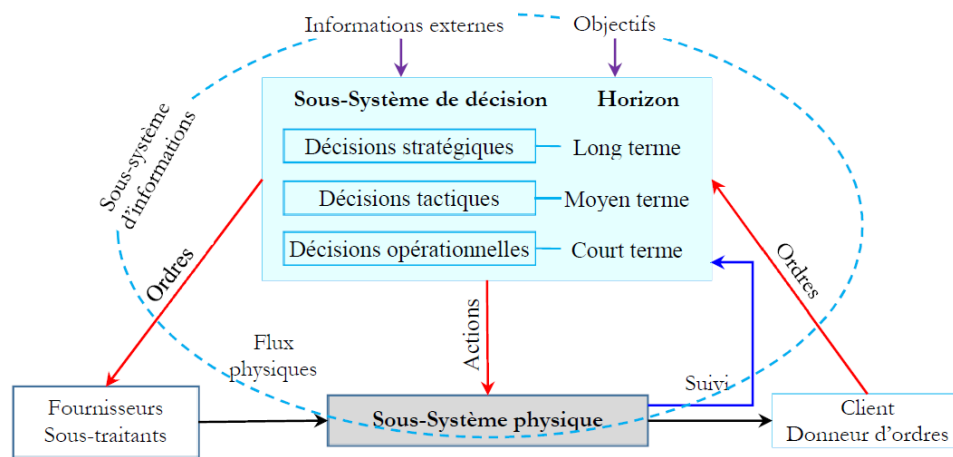 Informations externes
Objectifs
Sous-Système de décision
Horizon
Sous-système
d'informations
Décisions stratégiques
Long terme
Décisions tactiques
Moyen terme
Décisions opérationnelles
Court terme
Ordres
Ordres
Actions
Flux
physiques
Suivi
Fournisseurs
Sous-traitants
Sous-Système physique
Client
Donneur d'ordres